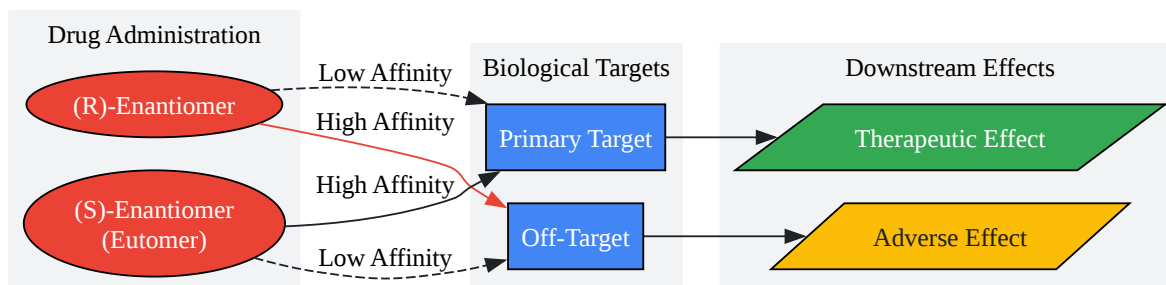 Drug Administration
(R)-Enantiomer
(S)-Enantiomer
(Eutomer)
Low Affinity
High Affinity
High Affinity
Low Affinity
Biological Targets
Primary Target
Off-Target
Downstream Effects
Therapeutic Effect
Adverse Effect